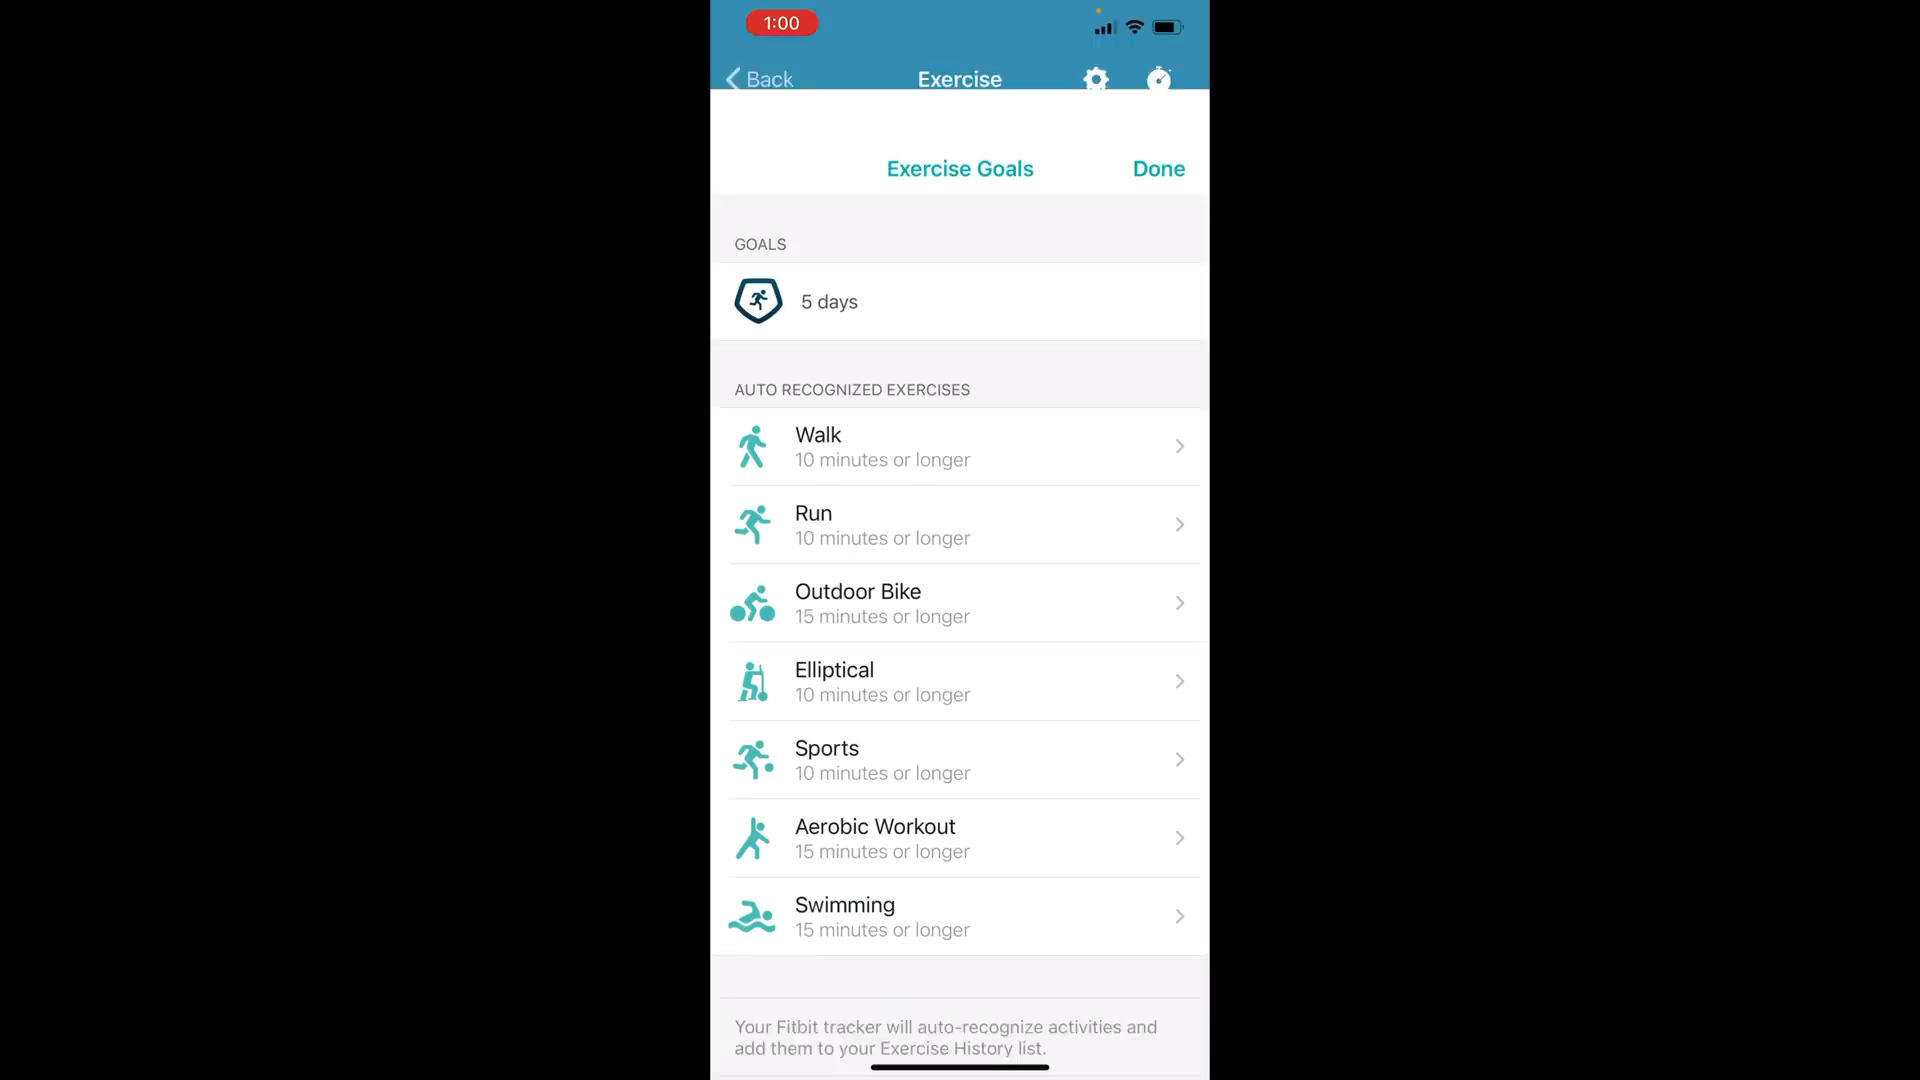 1:00
Back
Exercise
Exercise Goals
Done
GOALS
5 days
AUTO RECOGNIZED EXERCISES
Walk
10 minutes or longer
Run
10 minutes or longer
Outdoor Bike
15 minutes or longer
Elliptical
10 minutes or longer
Sports
10 minutes or longer
Aerobic Workout
15 minutes or longer
Swimming
15 minutes or longer
Your Fitbit tracker will auto-recognize activities and
add them to your Exercise History list.